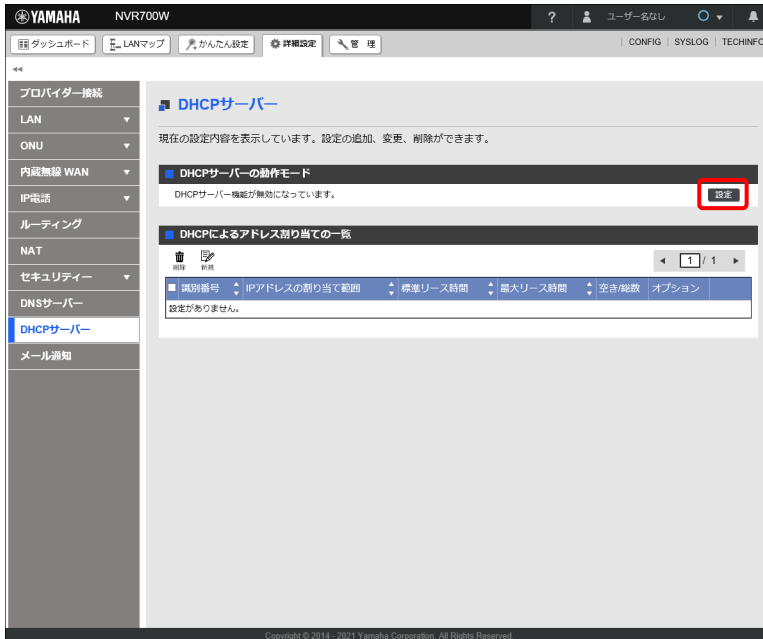 YAMAHA NVR700W ? ユーザー名なし
ダッシュボード LANマップ かんたん設定 詳細設定 管 理 CONFIG SYSLOG TECHINFO
プロバイダー接続
LAN
ONU
内蔵無線 WAN
IP電話
ルーティング
NAT
セキュリティー
DNSサーバー
DHCPサーバー
メール通知
DHCPサーバー
現在の設定内容を表示しています。設定の追加、変更、削除ができます。
DHCPサーバーの動作モード
DHCPサーバー機能が無効になっています。 設定
DHCPによるアドレス割り当ての一覧
削除 新規 1 / 1
識別番号 IPアドレスの割り当て範囲 標準リース時間 最大リース時間 空き/総数 オプション
設定がありません。
Copyright © 2014 - 2021 Yamaha Corporation. All Rights Reserved.